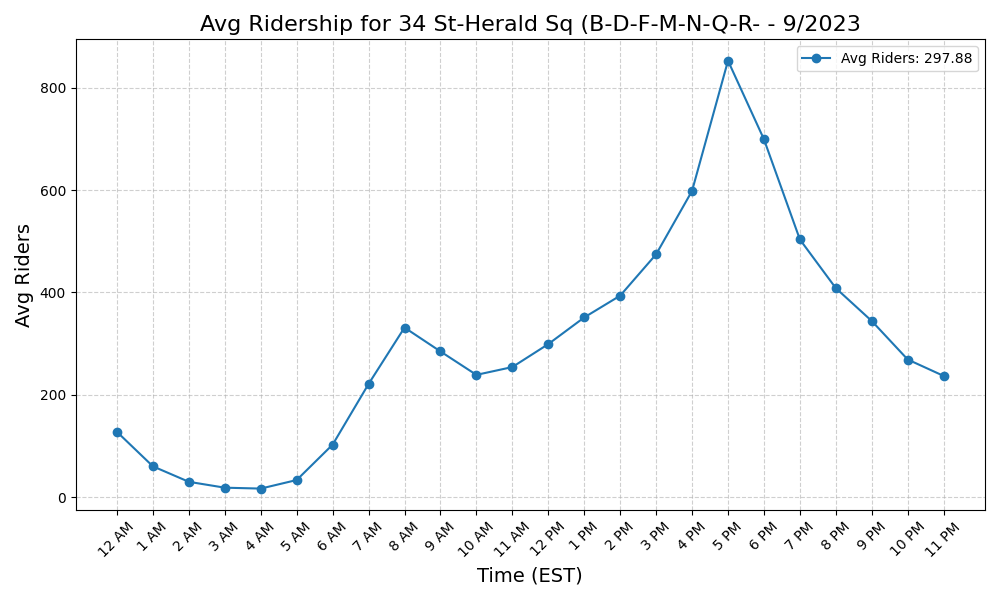 Avg Ridership for 34 St-Herald Sq (B-D-F-M-N-Q-R- - 9/2023
Avg Riders: 297.88
Avg Riders
800
600
400
200
0
12 AM
1 AM
2 AM
3 AM
4 AM
5 AM
6 AM
7 AM
8 AM
9 AM
10 AM
11 AM
12 PM
1 PM
2 PM
3 PM
4 PM
5 PM
6 PM
7 PM
8 PM
9 PM
10 PM
11 PM
Time (EST)